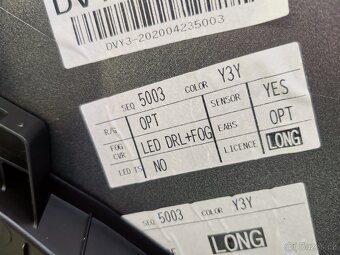 DVY3-202004235003
SEQ 5003 COLOR Y3Y
R/G OPT SENSOR YES
FOG CVR LED DRL+FOG EABS OPT
LED TS NO LICENCE LONG
SEQ 5003 COLOR Y3Y
LONG